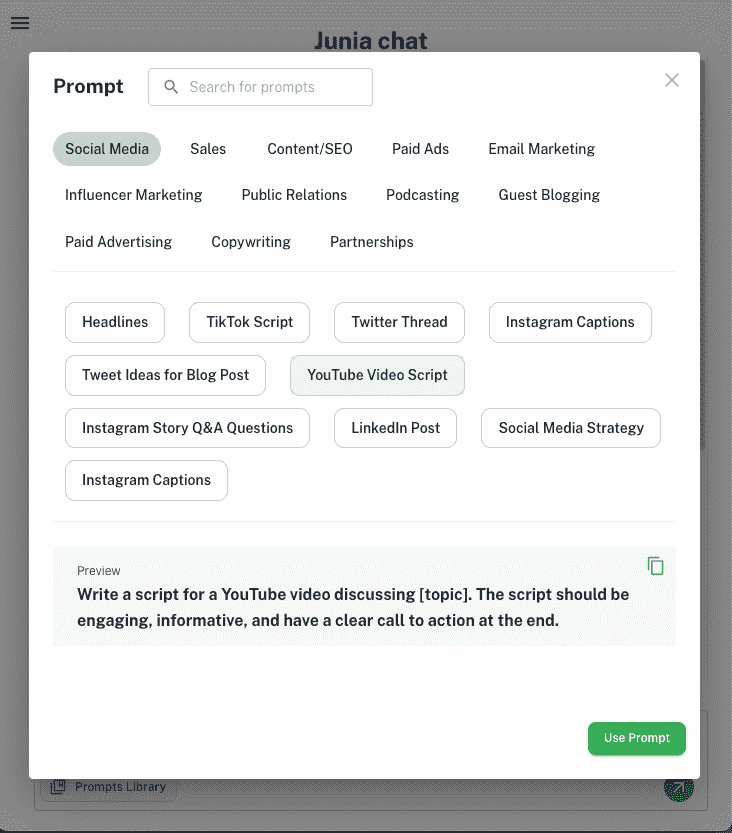 Junia chat
Prompt Search for prompts
Social Media Sales Content/SEO Paid Ads Email Marketing
Influencer Marketing Public Relations Podcasting Guest Blogging
Paid Advertising Copywriting Partnerships
Headlines TikTok Script Twitter Thread Instagram Captions
Tweet Ideas for Blog Post YouTube Video Script
Instagram Story Q&A Questions LinkedIn Post Social Media Strategy
Instagram Captions
Preview
Write a script for a YouTube video discussing [topic]. The script should be
engaging, informative, and have a clear call to action at the end.
Use Prompt
Prompts Library